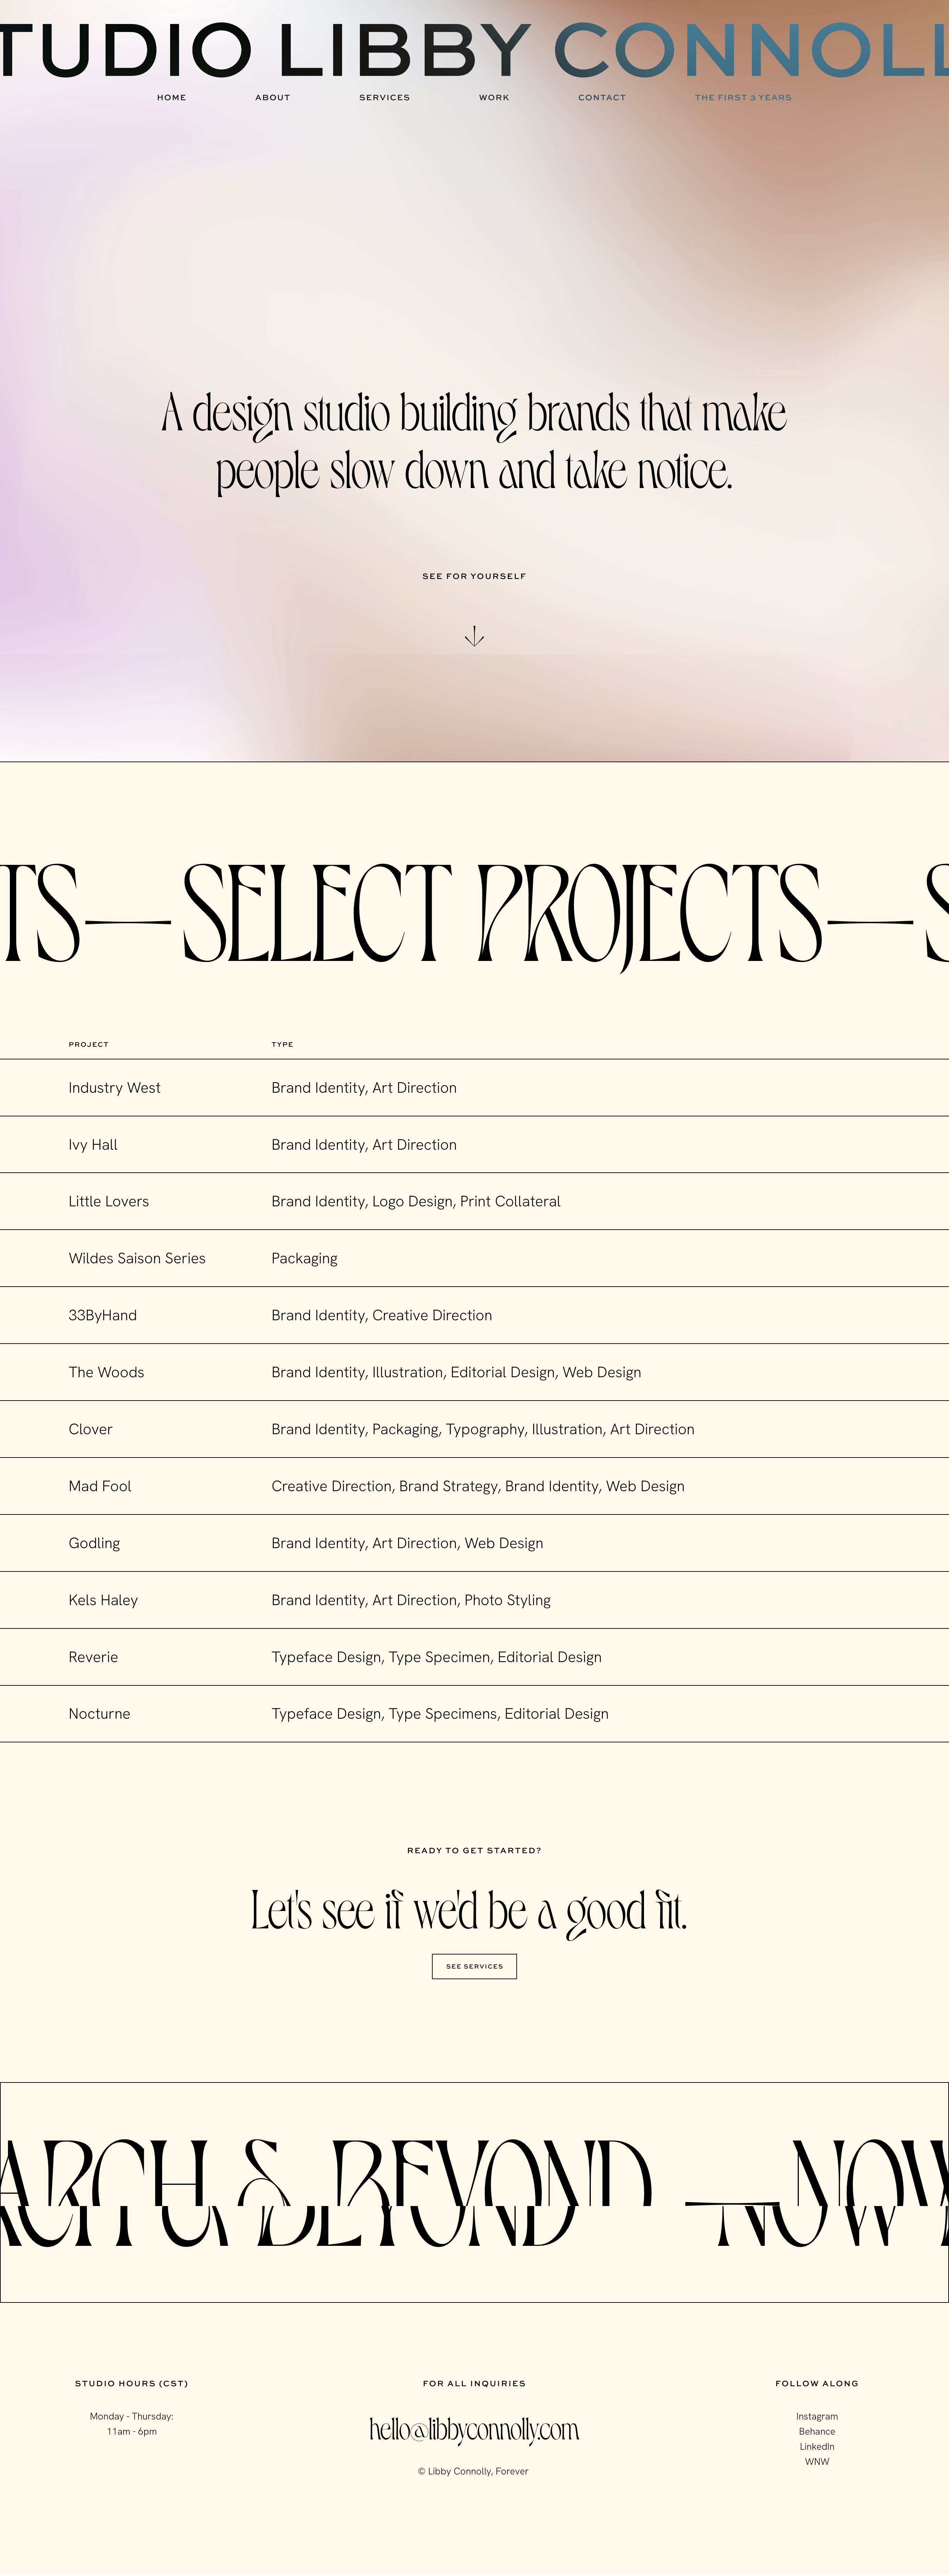 TUDIO LIBBY CONNOLL
HOME ABOUT SERVICES WORK CONTACT THE FIRST 3 YEARS
A design studio building brands that make
people slow down and take notice.
SEE FOR YOURSELF
TS—SELECT PROJECTS—S
PROJECT TYPE
Industry West Brand Identity, Art Direction
Ivy Hall Brand Identity, Art Direction
Little Lovers Brand Identity, Logo Design, Print Collateral
Wildes Saison Series Packaging
33ByHand Brand Identity, Creative Direction
The Woods Brand Identity, Illustration, Editorial Design, Web Design
Clover Brand Identity, Packaging, Typography, Illustration, Art Direction
Mad Fool Creative Direction, Brand Strategy, Brand Identity, Web Design
Godling Brand Identity, Art Direction, Web Design
Kels Haley Brand Identity, Art Direction, Photo Styling
Reverie Typeface Design, Type Specimen, Editorial Design
Nocturne Typeface Design, Type Specimens, Editorial Design
READY TO GET STARTED?
Let's see if we'd be a good fit.
SEE SERVICES
ARCH & BEYOND — NOW
STUDIO HOURS (CST)
Monday - Thursday:
11am - 6pm
FOR ALL INQUIRIES
hello@libbyconnolly.com
© Libby Connolly, Forever
FOLLOW ALONG
Instagram
Behance
LinkedIn
WNW